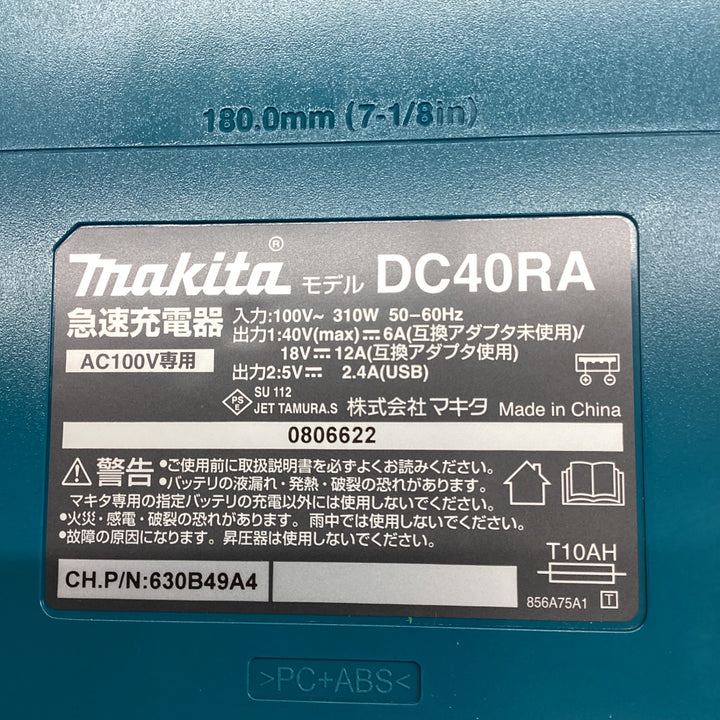 180.0mm (7-1/8in)
makita® モデル DC40RA
急速充電器
AC100V専用
入力:100V~ 310W 50-60Hz
出力1:40V(max)⎓6A(互換アダプタ未使用)/
18V⎓12A(互換アダプタ使用)
出力2:5V⎓ 2.4A(USB)
PSE SU 112
JET TAMURA.S 株式会社マキタ Made in China
0806622
⚠警告 •ご使用前に取扱説明書を必ずよくお読みください。
•バッテリの液漏れ・発熱・破裂の恐れがあります。
マキタ専用の指定バッテリの充電以外には使用しないでください。
•火災・感電・破裂の恐れがあります。雨中では使用しないでください。
•故障の原因になります。昇圧器は使用しないでください。
T10AH
CH.P/N:630B49A4
856A75A1 T
>PC+ABS<